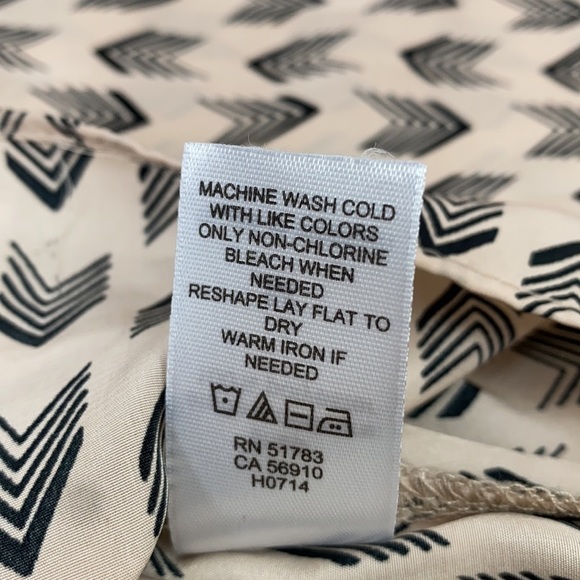 MACHINE WASH COLD
WITH LIKE COLORS
ONLY NON-CHLORINE
BLEACH WHEN
NEEDED
RESHAPE LAY FLAT TO
DRY
WARM IRON IF
NEEDED
RN 51783
CA 56910
H0714